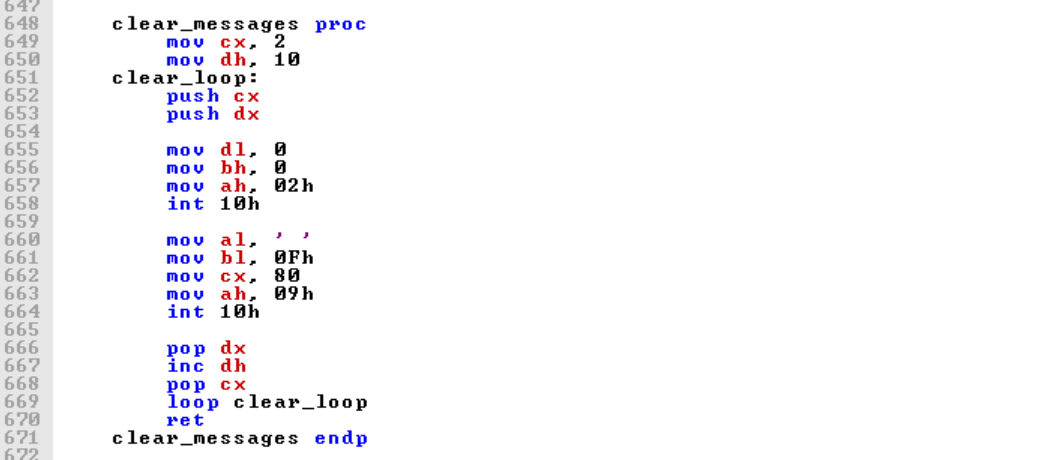 647
648 clear_messages proc
649 mov cx, 2
650 mov dh, 10
651 clear_loop:
652 push cx
653 push dx
654
655 mov dl, 0
656 mov bh, 0
657 mov ah, 02h
658 int 10h
659
660 mov al, ' '
661 mov bl, 0Fh
662 mov cx, 80
663 mov ah, 09h
664 int 10h
665
666 pop dx
667 inc dh
668 pop cx
669 loop clear_loop
670 ret
671 clear_messages endp
672